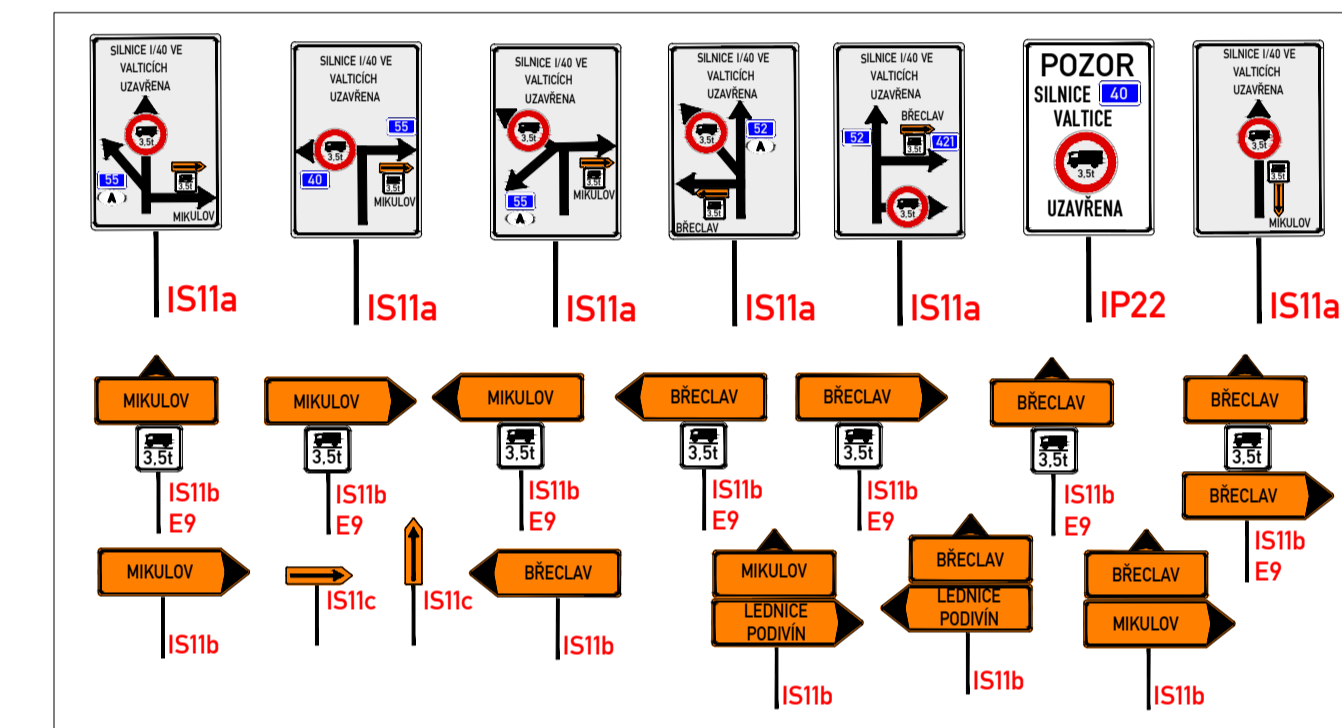 SILNICE I/40 VE
VALTICÍCH
UZAVŘENA
3,5t
55
A
3,5t
MIKULOV
IS11a
SILNICE I/40 VE
VALTICÍCH
UZAVŘENA
55
3,5t
40
3,5t
MIKULOV
IS11a
SILNICE I/40 VE
VALTICÍCH
UZAVŘENA
3,5t
3,5t
MIKULOV
55
A
IS11a
SILNICE I/40 VE
VALTICÍCH
UZAVŘENA
52
A
3,5t
3,5t
BŘECLAV
IS11a
SILNICE I/40 VE
VALTICÍCH
UZAVŘENA
BŘECLAV
52
421
3,5t
3,5t
IS11a
POZOR
SILNICE 40
VALTICE
3,5t
UZAVŘENA
IP22
SILNICE I/40 VE
VALTICÍCH
UZAVŘENA
3,5t
3,5t
MIKULOV
IS11a
MIKULOV
3,5t
IS11b
E9
MIKULOV
3,5t
IS11b
E9
MIKULOV
3,5t
IS11b
E9
BŘECLAV
3,5t
IS11b
E9
BŘECLAV
3,5t
IS11b
E9
BŘECLAV
3,5t
IS11b
E9
BŘECLAV
3,5t
BŘECLAV
IS11b
E9
MIKULOV
IS11b
IS11c
IS11c
BŘECLAV
IS11b
MIKULOV
LEDNICE
PODIVÍN
IS11b
BŘECLAV
LEDNICE
PODIVÍN
IS11b
BŘECLAV
MIKULOV
IS11b